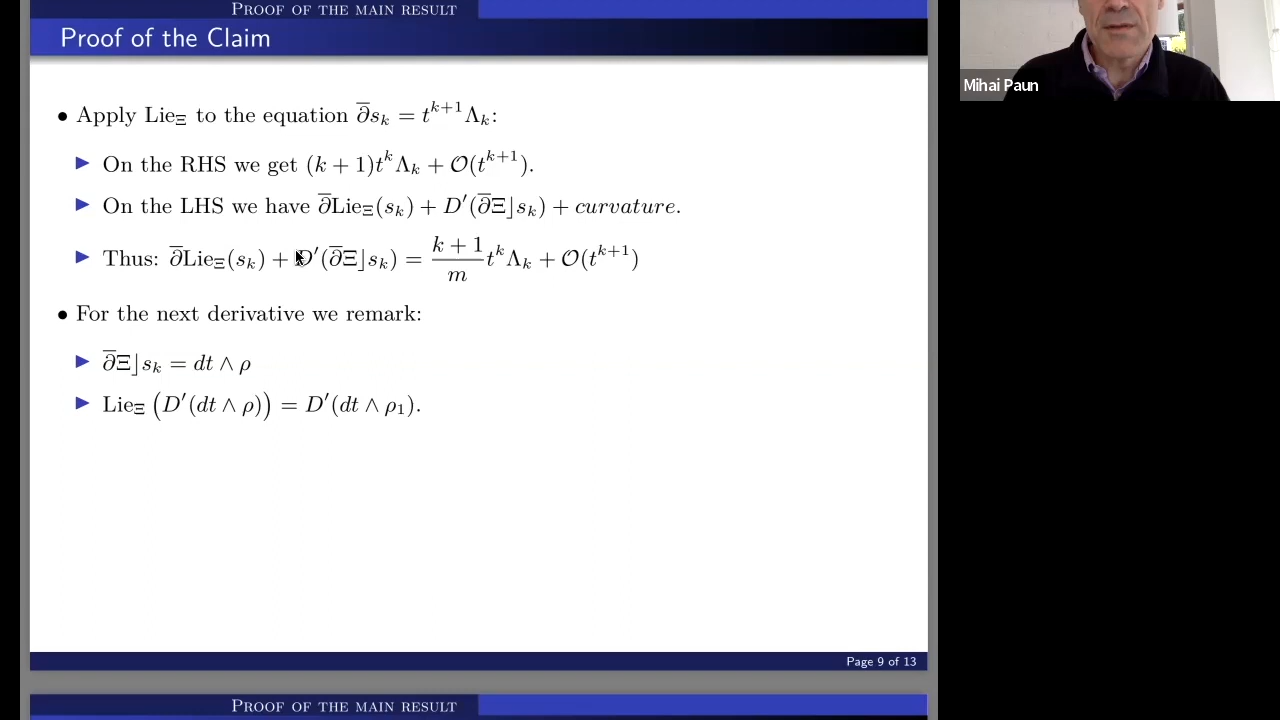 Proof of the main result
Proof of the Claim
• Apply Lie_Ξ to the equation ∂̄s_k = t^{k+1}Λ_k:
▶ On the RHS we get (k + 1)t^kΛ_k + 𝒪(t^{k+1}).
▶ On the LHS we have ∂̄Lie_Ξ(s_k) + D′(∂̄Ξ⌋s_k) + curvature.
▶ Thus: ∂̄Lie_Ξ(s_k) + D′(∂̄Ξ⌋s_k) = \frac{k + 1}{m} t^kΛ_k + 𝒪(t^{k+1})
• For the next derivative we remark:
▶ ∂̄Ξ⌋s_k = dt ∧ ρ
▶ Lie_Ξ (D′(dt ∧ ρ)) = D′(dt ∧ ρ_1).
Page 9 of 13
Proof of the main result
Mihai Paun